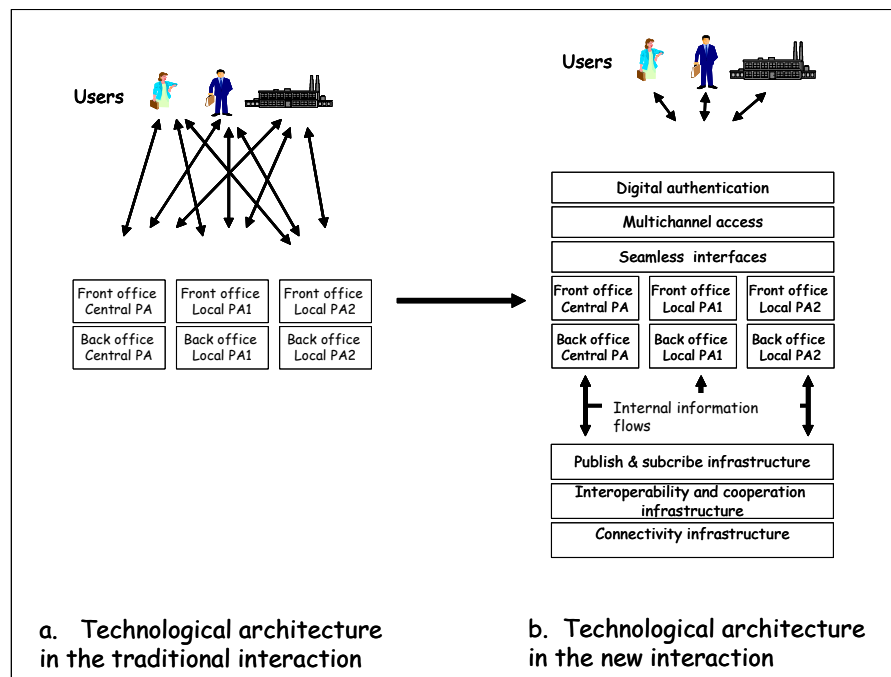 Users
Front office
Central PA
Front office
Local PA1
Front office
Local PA2
Back office
Central PA
Back office
Local PA1
Back office
Local PA2
a. Technological architecture
in the traditional interaction
Users
Digital authentication
Multichannel access
Seamless interfaces
Front office
Central PA
Front office
Local PA1
Front office
Local PA2
Back office
Central PA
Back office
Local PA1
Back office
Local PA2
Internal information
flows
Publish & subcribe infrastructure
Interoperability and cooperation
infrastructure
Connectivity infrastructure
b. Technological architecture
in the new interaction